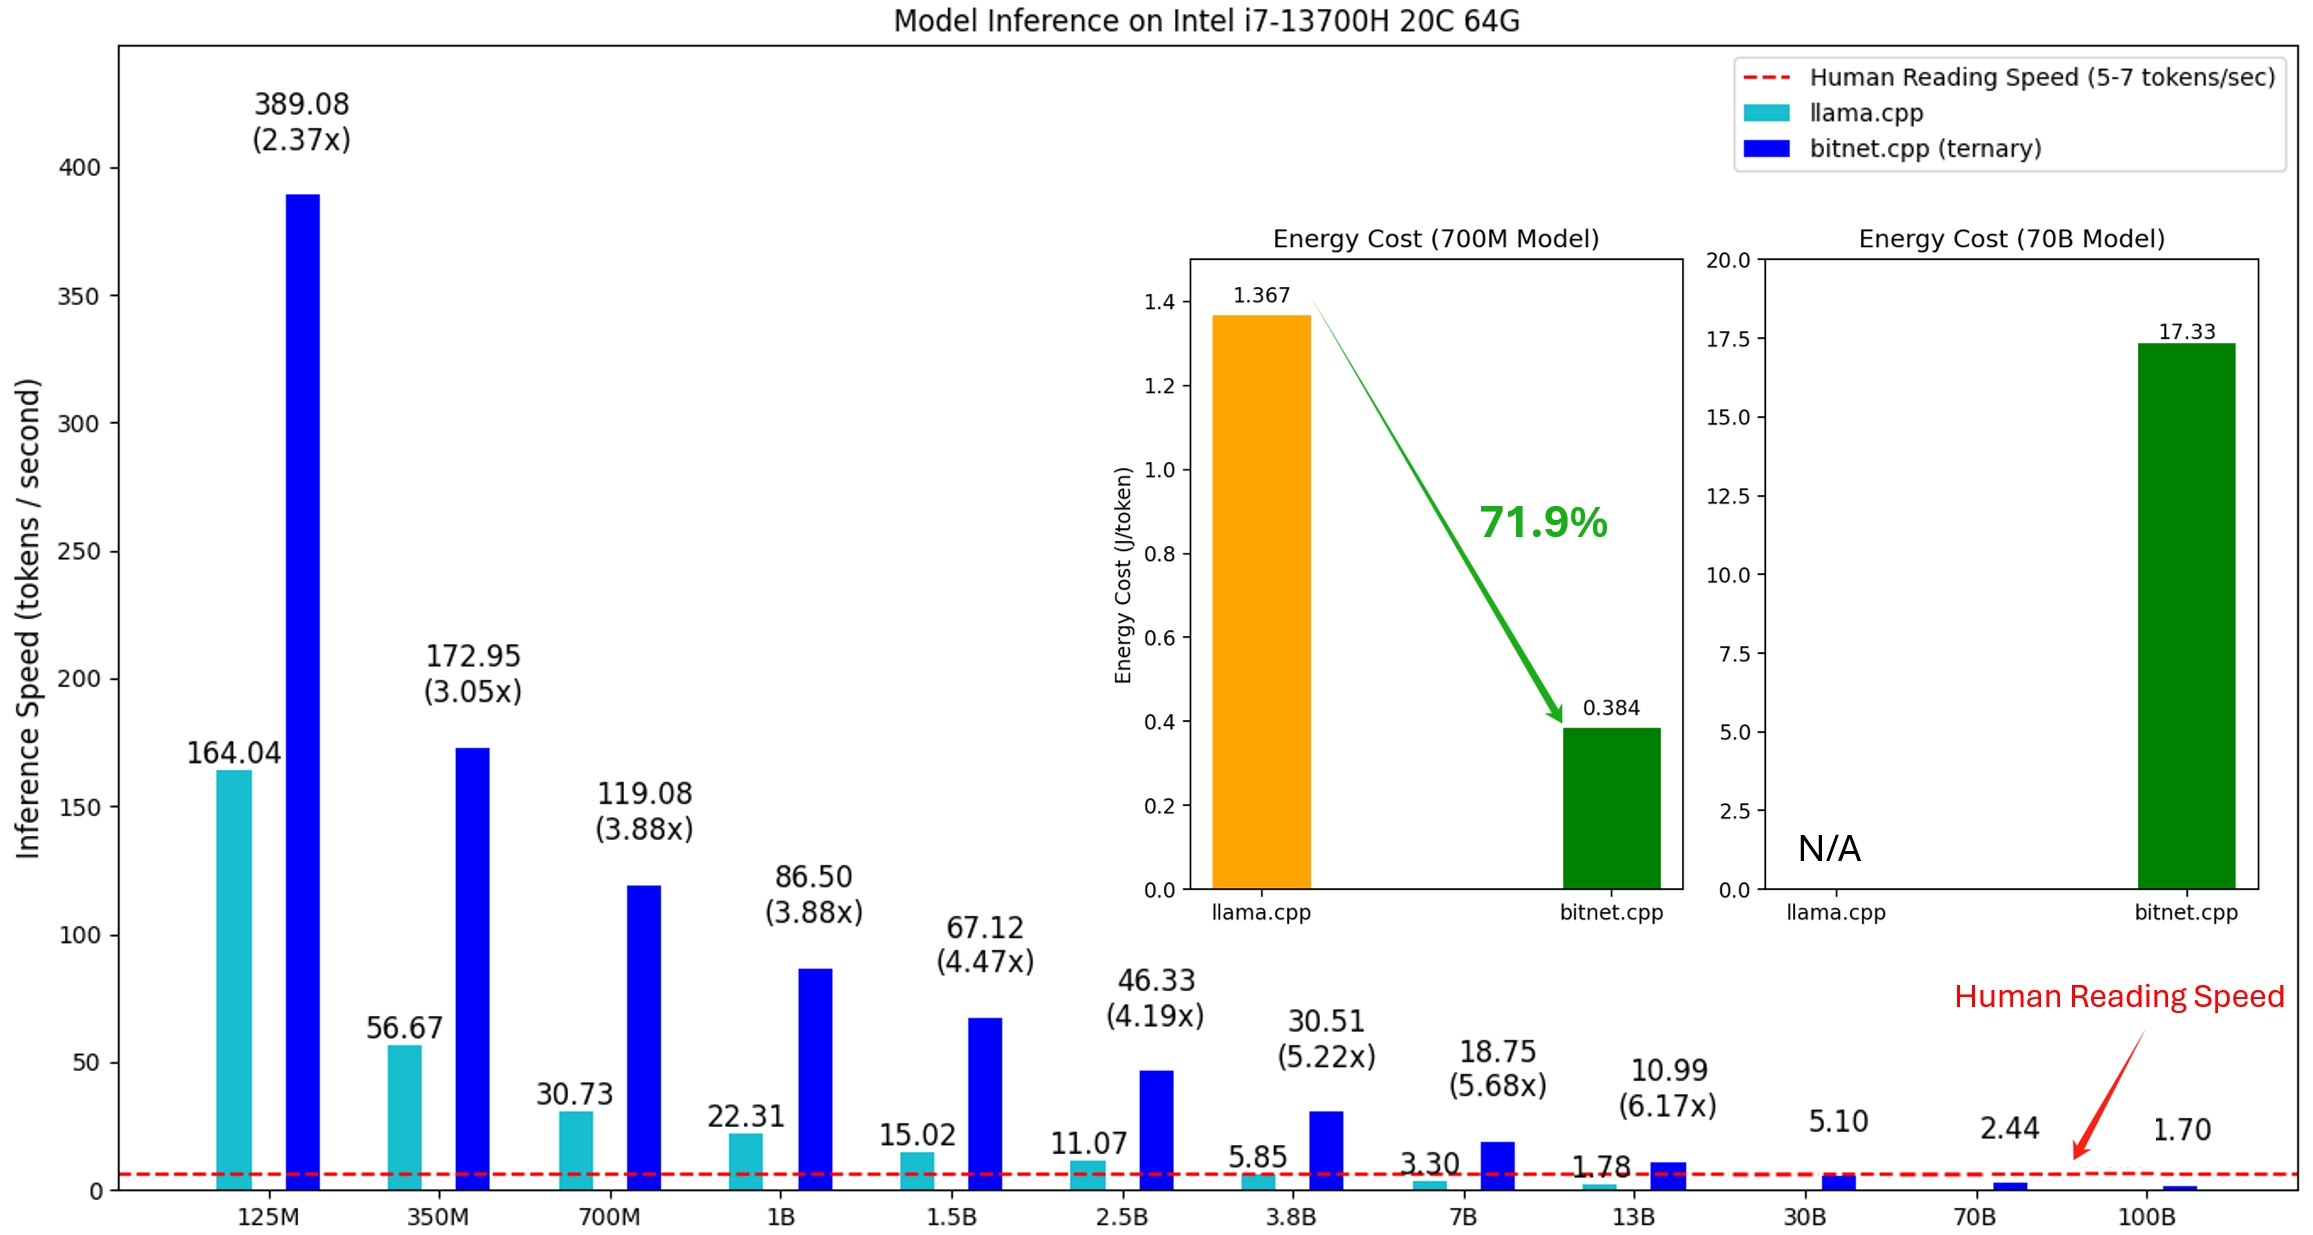 Model Inference on Intel i7-13700H 20C 64G
Human Reading Speed (5-7 tokens/sec)
llama.cpp
bitnet.cpp (ternary)
Inference Speed (tokens / second)
400
350
300
250
200
150
100
50
0
389.08
(2.37x)
164.04
172.95
(3.05x)
56.67
119.08
(3.88x)
30.73
86.50
(3.88x)
22.31
67.12
(4.47x)
15.02
46.33
(4.19x)
11.07
30.51
(5.22x)
5.85
18.75
(5.68x)
3.30
10.99
(6.17x)
1.78
5.10
2.44
1.70
Human Reading Speed
125M
350M
700M
1B
1.5B
2.5B
3.8B
7B
13B
30B
70B
100B
Energy Cost (700M Model)
Energy Cost (J/token)
1.4
1.2
1.0
0.8
0.6
0.4
0.2
0.0
1.367
71.9%
0.384
llama.cpp
bitnet.cpp
Energy Cost (70B Model)
20.0
17.5
15.0
12.5
10.0
7.5
5.0
2.5
0.0
17.33
N/A
llama.cpp
bitnet.cpp